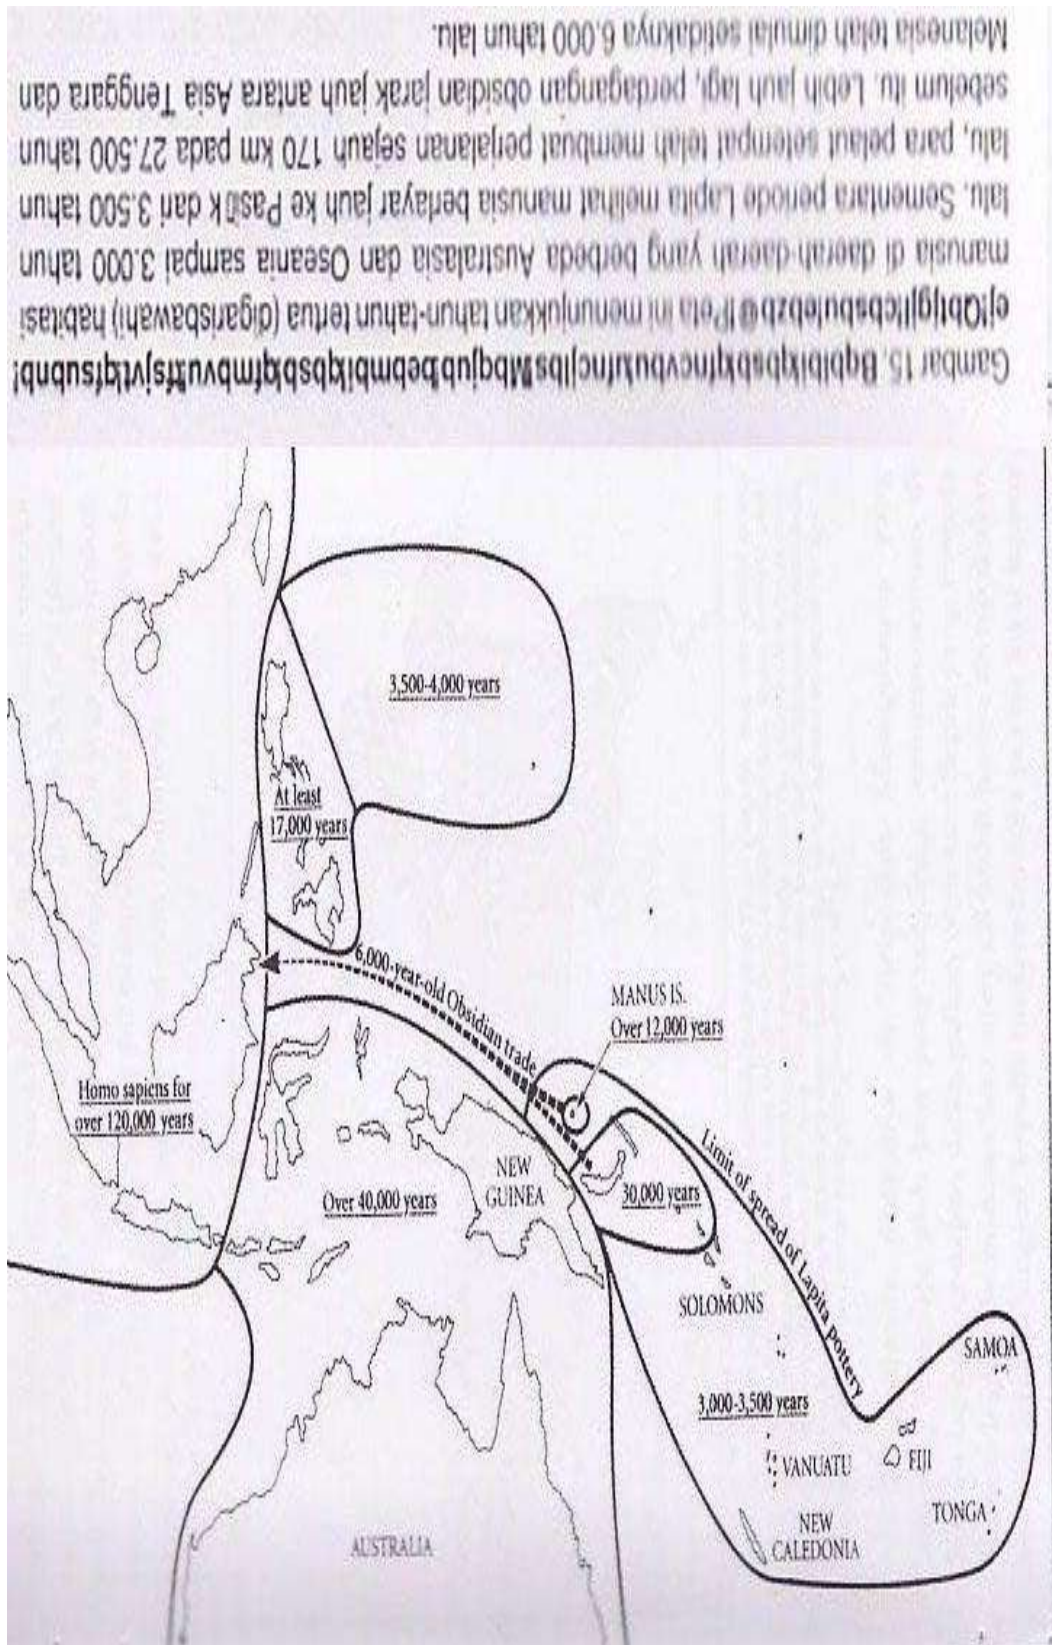 Gambar 15.
Peta ini menunjukkan tahun-tahun tertua (digarisbawahi) habitasi
manusia di daerah-daerah yang berbeda Australasia dan Oseania sampai 3.000 tahun
lalu. Sementara periode Lapita melihat manusia berlayar jauh ke Pasifik dari 3.500 tahun
lalu, para pelaut setempat telah membuat perjalanan sejauh 170 km pada 27.500 tahun
sebelum itu. Lebih jauh lagi, perdagangan obsidian jarak jauh antara Asia Tenggara dan
Melanesia telah dimulai setidaknya 6.000 tahun lalu.
3,500-4,000 years
At least
17,000 years
6,000-year-old Obsidian trade
MANUS IS.
Over 12,000 years
Homo sapiens for
over 120,000 years
NEW
GUINEA
Over 40,000 years
30,000 years
Limit of spread of Lapita pottery
SOLOMONS
SAMOA
3,000-3,500 years
VANUATU
FIJI
TONGA
NEW
CALEDONIA
AUSTRALIA